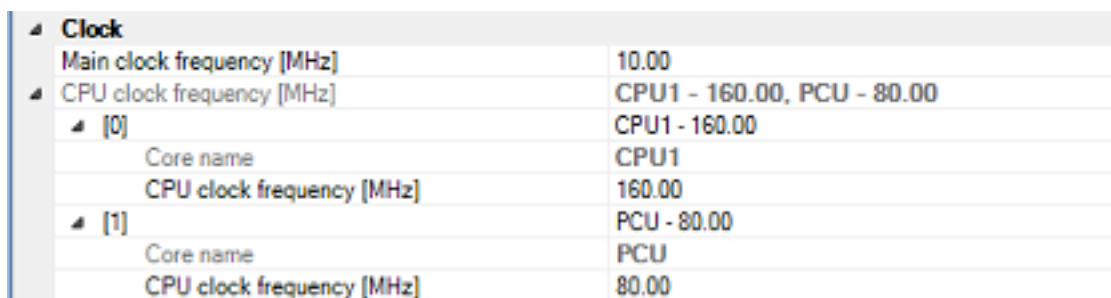 Clock
Main clock frequency [MHz] 10.00
CPU clock frequency [MHz] CPU1 - 160.00, PCU - 80.00
[0] CPU1 - 160.00
Core name CPU1
CPU clock frequency [MHz] 160.00
[1] PCU - 80.00
Core name PCU
CPU clock frequency [MHz] 80.00